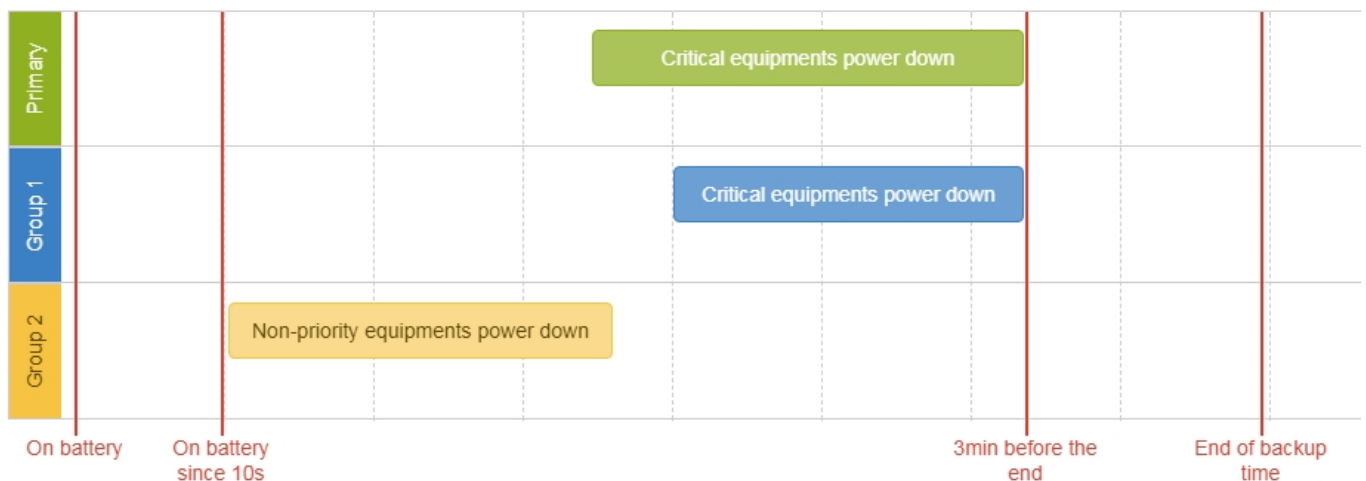 Primary
Critical equipments power down
Group 1
Critical equipments power down
Group 2
Non-priority equipments power down
On battery
On battery
since 10s
3min before the
end
End of backup
time